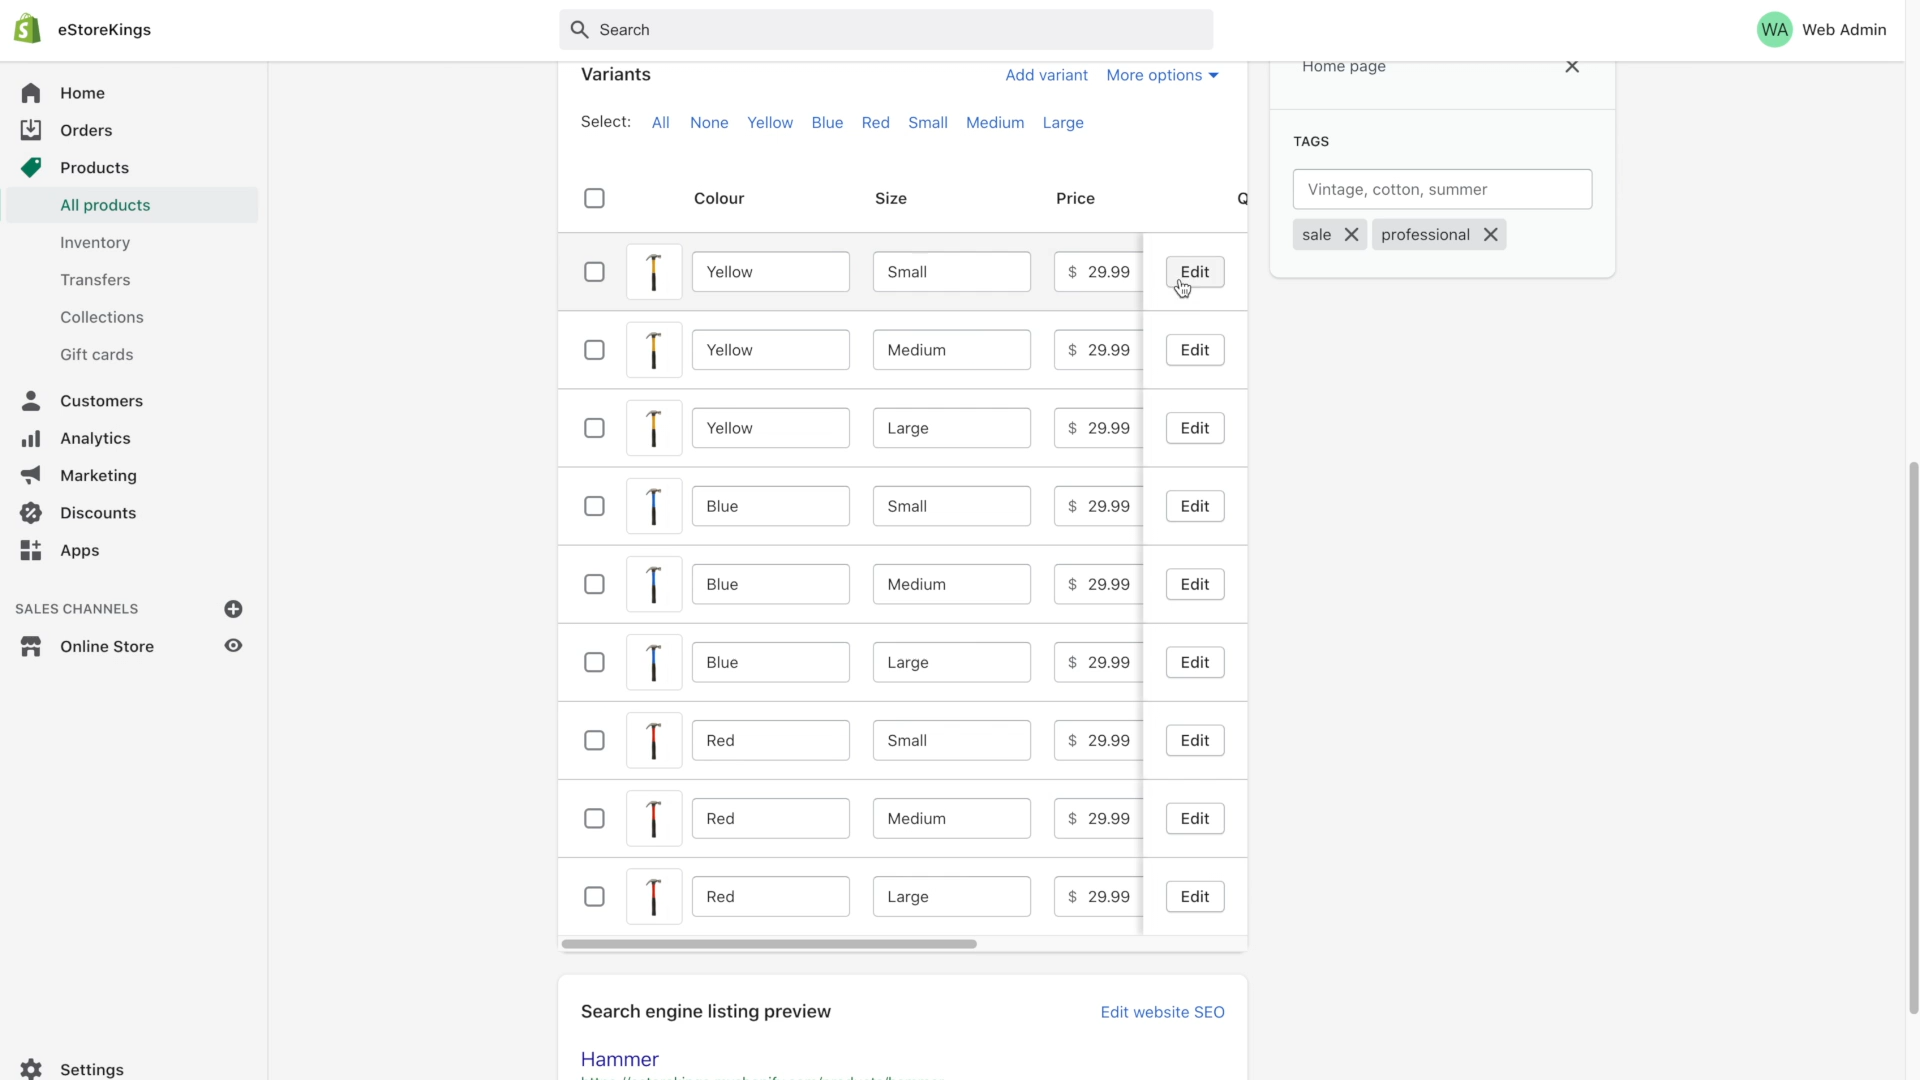 eStoreKings
Search
WA Web Admin
Home
Orders
Products
All products
Inventory
Transfers
Collections
Gift cards
Customers
Analytics
Marketing
Discounts
Apps
SALES CHANNELS
Online Store
Settings
Variants Add variant More options
Select: All None Yellow Blue Red Small Medium Large
Colour Size Price Q
Yellow Small $ 29.99 Edit
Yellow Medium $ 29.99 Edit
Yellow Large $ 29.99 Edit
Blue Small $ 29.99 Edit
Blue Medium $ 29.99 Edit
Blue Large $ 29.99 Edit
Red Small $ 29.99 Edit
Red Medium $ 29.99 Edit
Red Large $ 29.99 Edit
Search engine listing preview Edit website SEO
Hammer
Home page
TAGS
Vintage, cotton, summer
sale professional